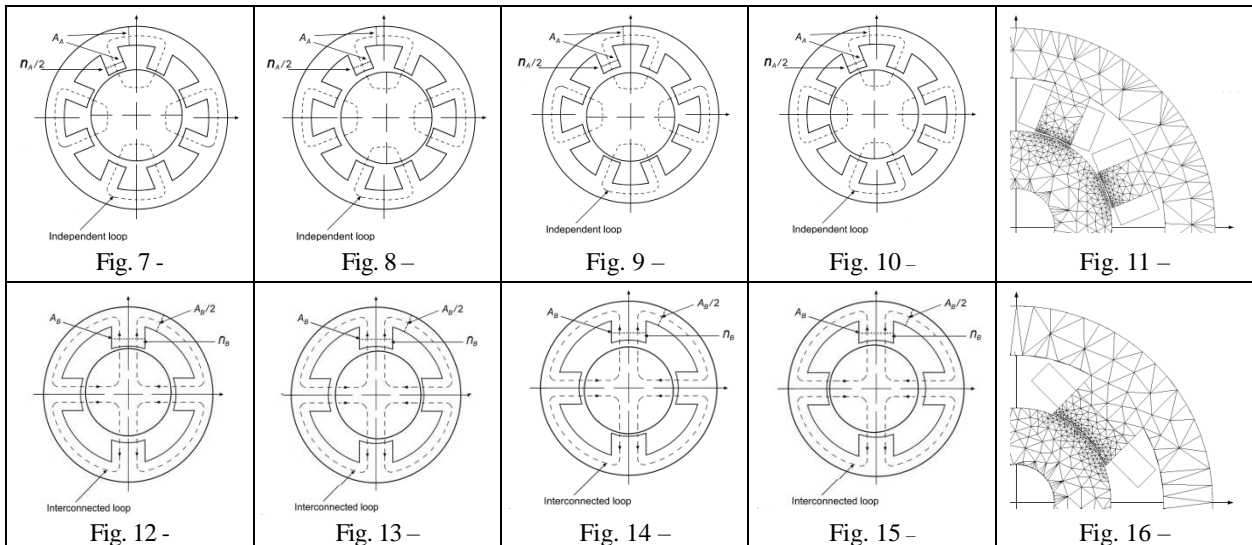 A_A
n_A/2
Independent loop
Fig. 7 -
A_A
n_A/2
Independent loop
Fig. 8 –
A_A
n_A/2
Independent loop
Fig. 9 –
A_A
n_A/2
Independent loop
Fig. 10 –
Fig. 11 –
A_B
A_B/2
n_B
Interconnected loop
Fig. 12 -
A_B
A_B/2
n_B
Interconnected loop
Fig. 13 –
A_B
A_B/2
n_B
Interconnected loop
Fig. 14 –
A_B
A_B/2
n_B
Interconnected loop
Fig. 15 –
Fig. 16 –